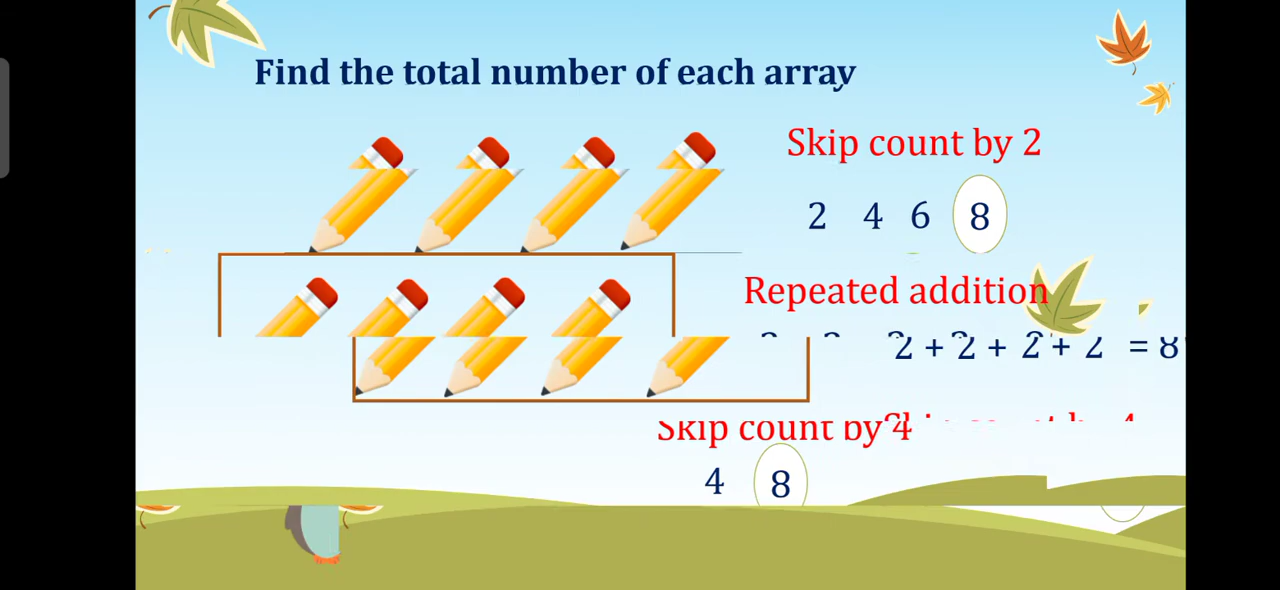 Find the total number of each array
Skip count by 2
2 4 6 8
Repeated addition
2 + 2 + 2 + 2 = 8
Skip count by 4
4 8